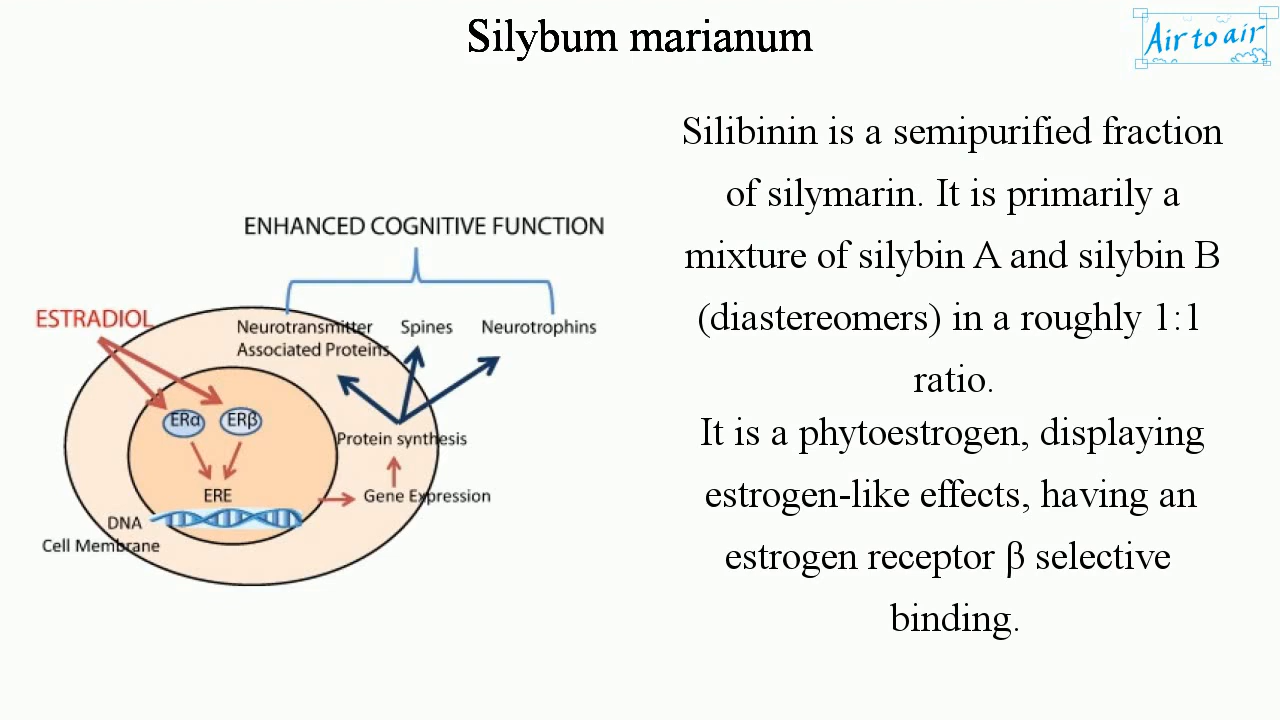 Silybum marianum
Air to air
Silibinin is a semipurified fraction
of silymarin. It is primarily a
mixture of silybin A and silybin B
(diastereomers) in a roughly 1:1
ratio.
It is a phytoestrogen, displaying
estrogen-like effects, having an
estrogen receptor β selective
binding.
ENHANCED COGNITIVE FUNCTION
ESTRADIOL
Neurotransmitter
Associated Proteins
Spines
Neurotrophins
ERα
ERβ
Protein synthesis
ERE
Gene Expression
DNA
Cell Membrane